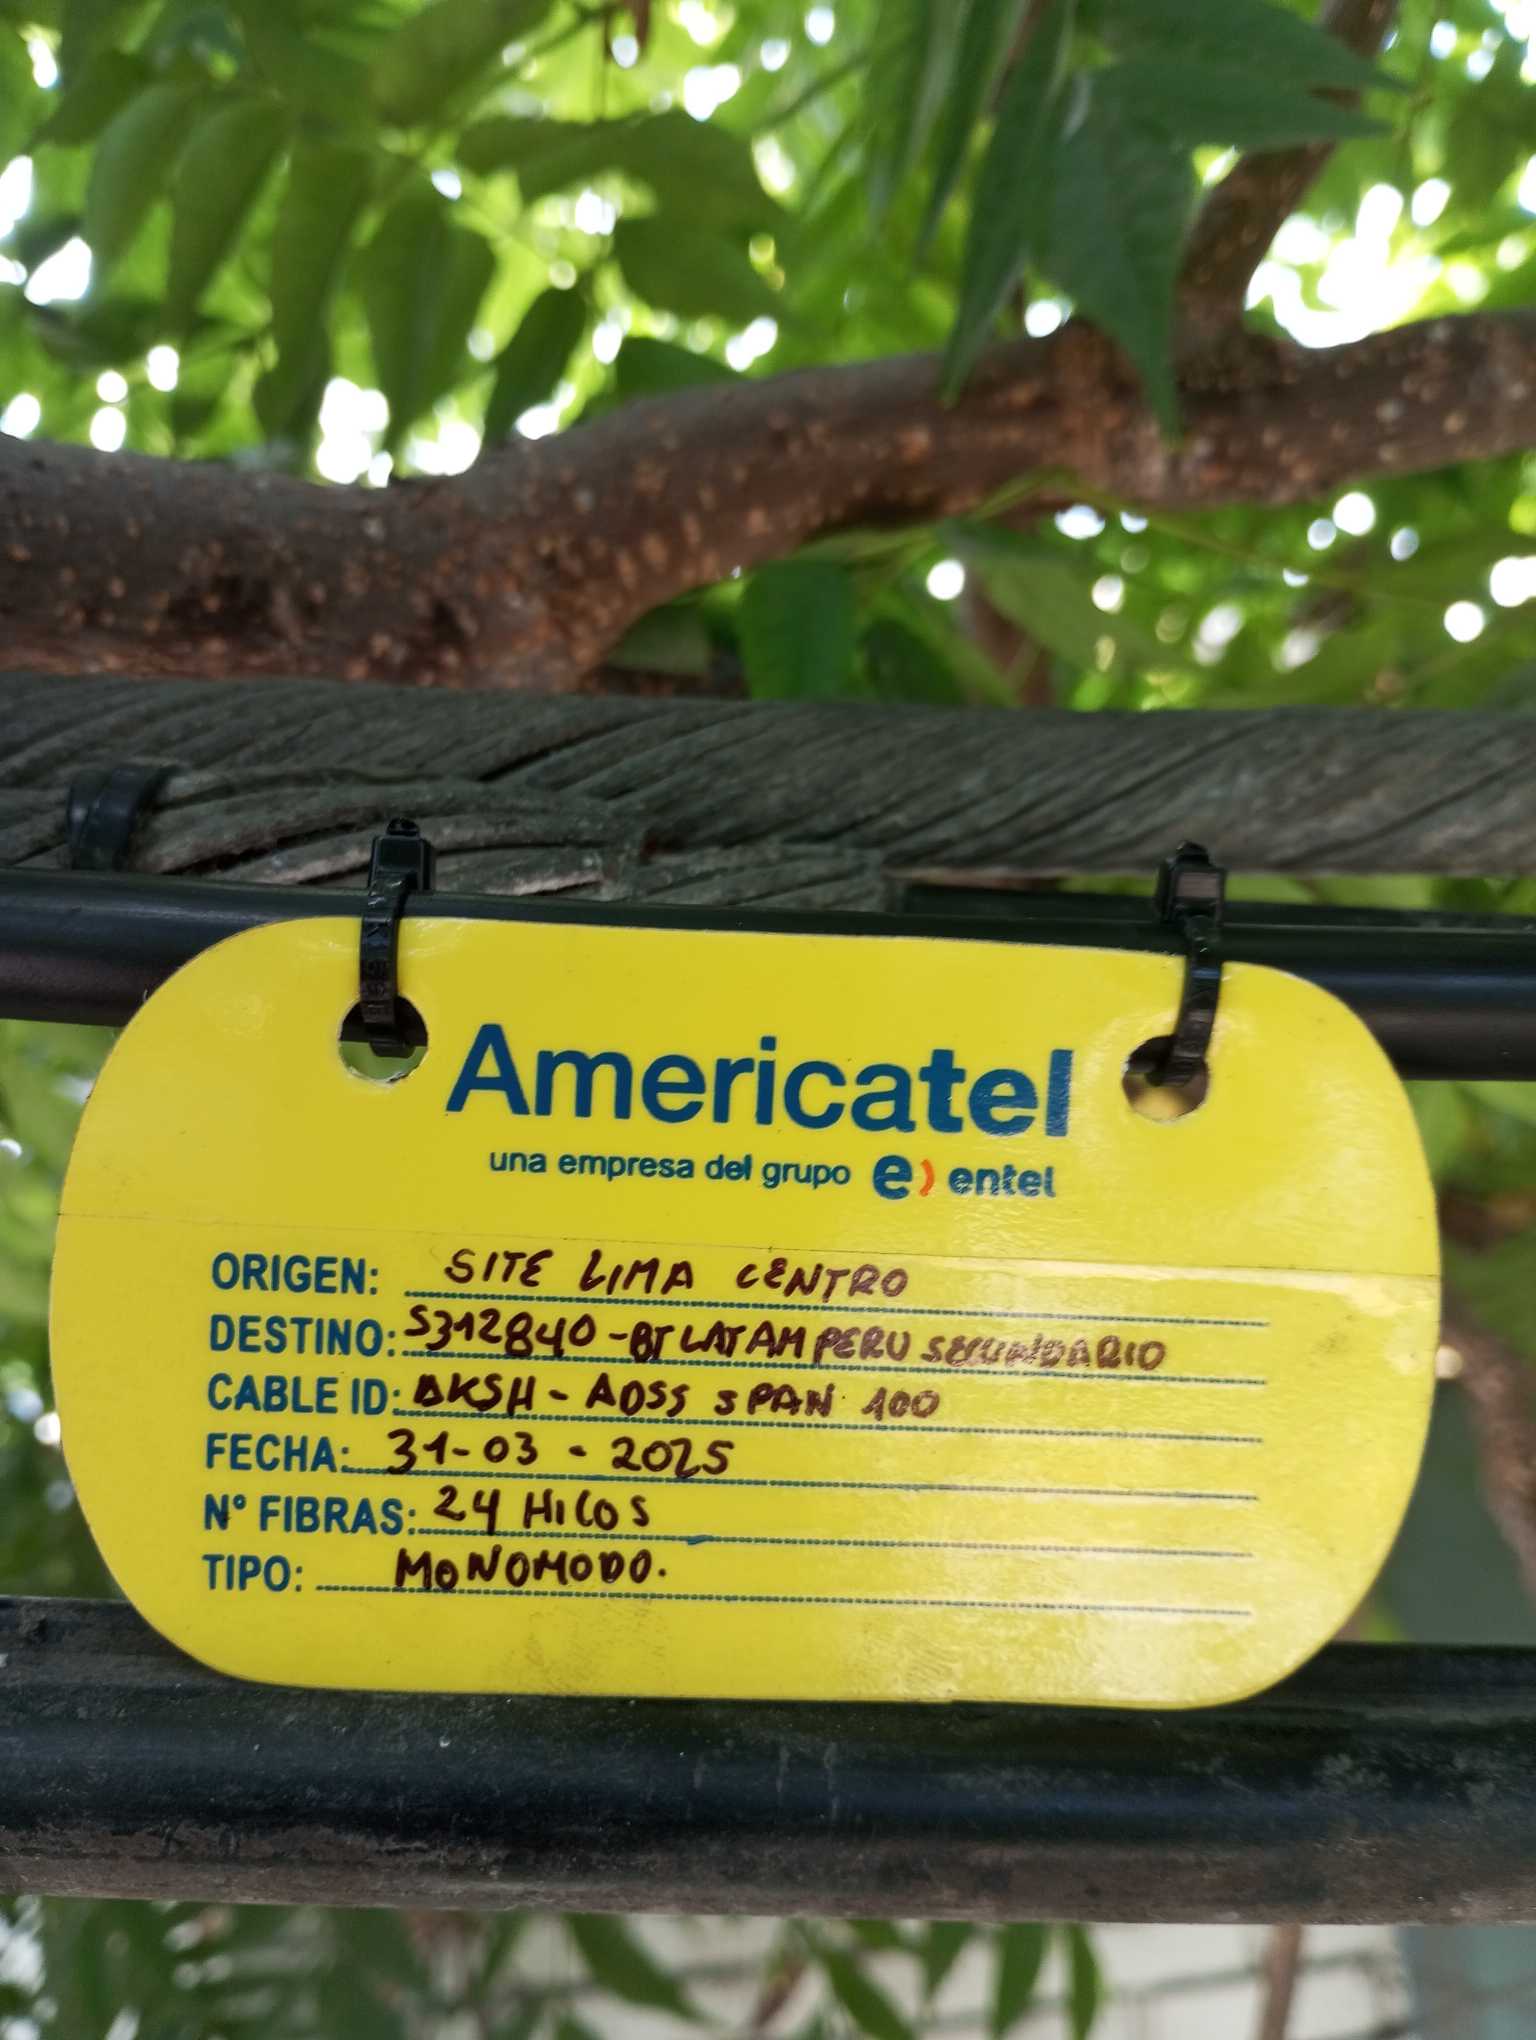 Americatel
una empresa del grupo e) entel
ORIGEN: SITE LIMA CENTRO
DESTINO: S312840-BT LATAM PERU SECUNDARIO
CABLE ID: DKSH - ADSS SPAN 100
FECHA: 31-03-2025
N° FIBRAS: 24 HILOS
TIPO: MONOMODO.